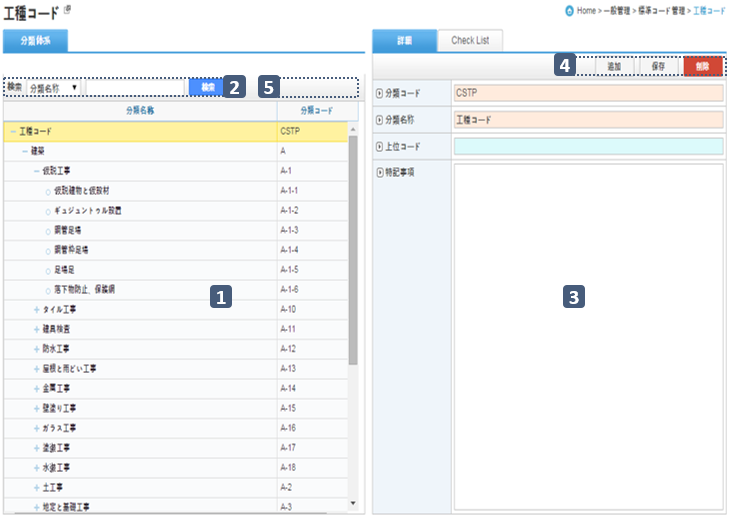 工種コード
Home > 一般管理 > 標準コード管理 > 工種コード
分類体系
検索 分類名称 ▼ 検索 2 5
分類名称 分類コード
工種コード CSTP
建築 A
仮設工事 A-1
仮設建物と仮設材 A-1-1
ギュジュントゥル設置 A-1-2
鋼管足場 A-1-3
鋼管枠足場 A-1-4
足場足 A-1-5
落下物防止、保護網 A-1-6
1
タイル工事 A-10
建具検査 A-11
防水工事 A-12
屋根と雨どい工事 A-13
金属工事 A-14
壁塗り工事 A-15
ガラス工事 A-16
塗装工事 A-17
水道工事 A-18
土工事 A-2
地定と基礎工事 A-3
詳細 Check List
4 追加 保存 削除
分類コード CSTP
分類名称 工種コード
上位コード
特記事項
3